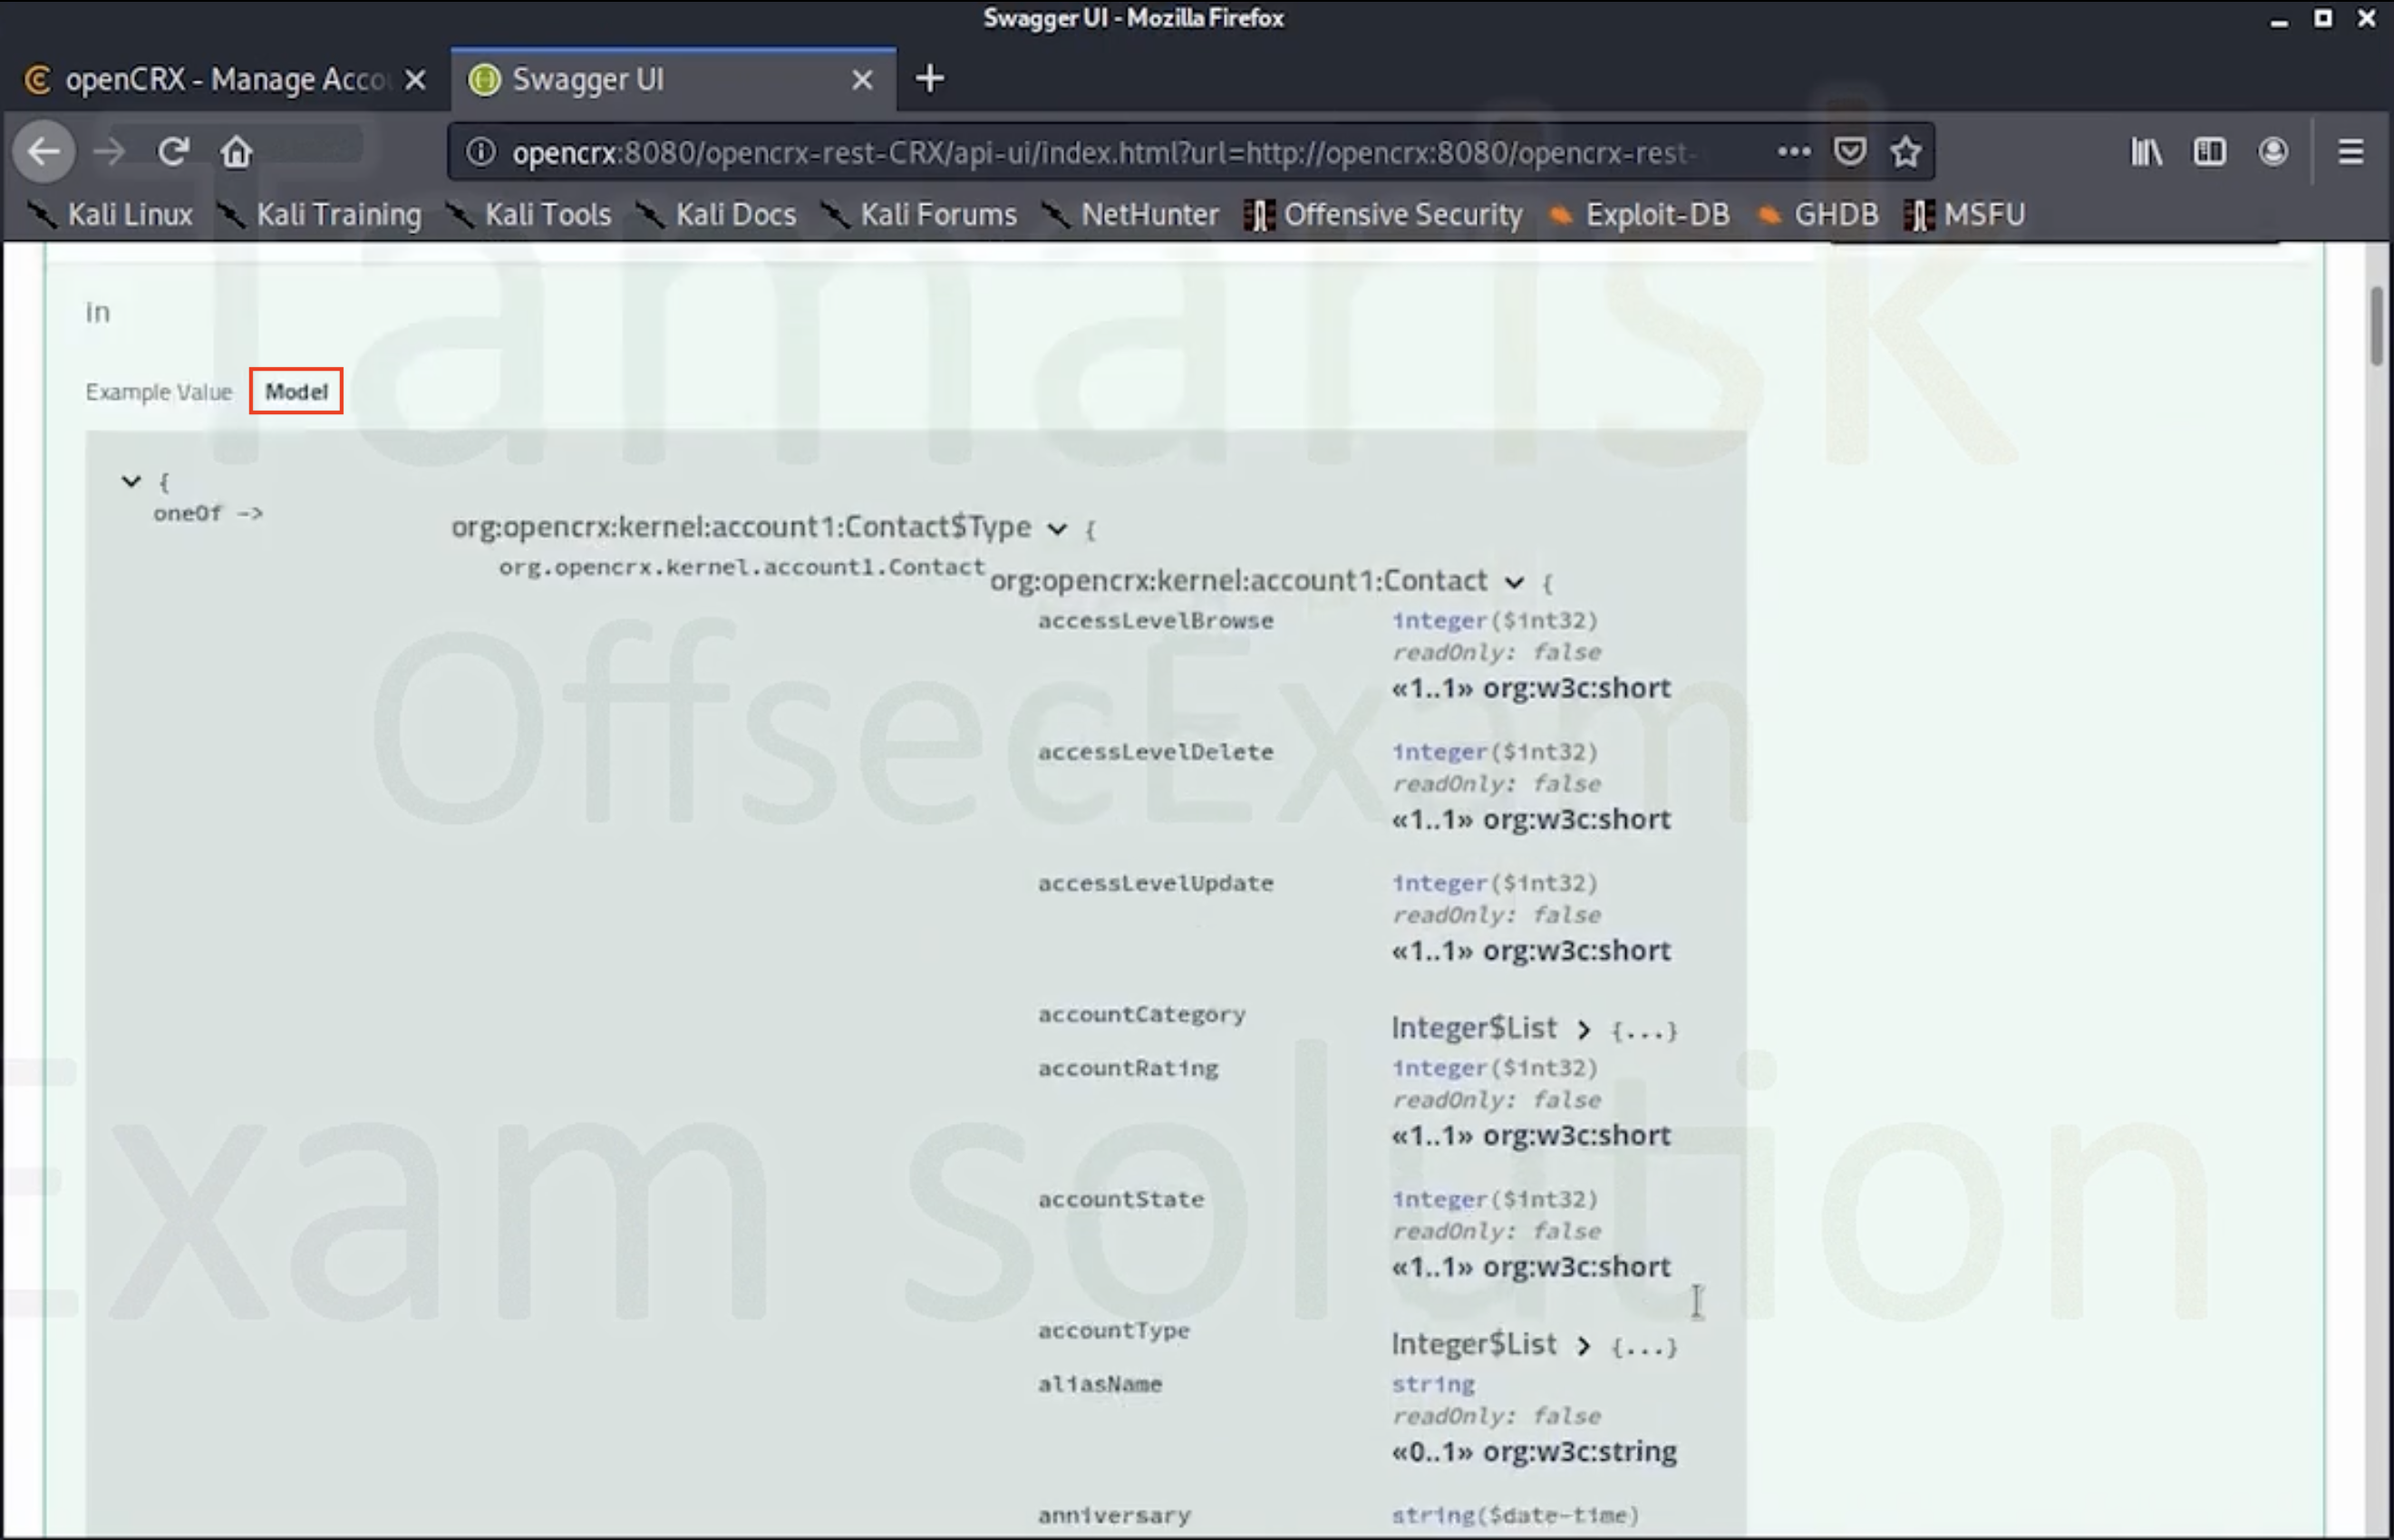 Swagger UI - Mozilla Firefox
openCRX - Manage Acco
Swagger UI
opencrx:8080/opencrx-rest-CRX/api-ui/index.html?url=http://opencrx:8080/opencrx-rest-
Kali Linux Kali Training Kali Tools Kali Docs Kali Forums NetHunter Offensive Security Exploit-DB GHDB MSFU
in
Example Value Model
{
oneOf ->
org:opencrx:kernel:account1:Contact$Type {
org.opencrx.kernel.account1.Contact
org:opencrx:kernel:account1:Contact {
accessLevelBrowse integer($int32)
readOnly: false
«1..1» org:w3c:short
accessLevelDelete integer($int32)
readOnly: false
«1..1» org:w3c:short
accessLevelUpdate integer($int32)
readOnly: false
«1..1» org:w3c:short
accountCategory Integer$List > {...}
accountRating integer($int32)
readOnly: false
«1..1» org:w3c:short
accountState integer($int32)
readOnly: false
«1..1» org:w3c:short
accountType Integer$List > {...}
aliasName string
readOnly: false
«0..1» org:w3c:string
anniversary string($date-time)
Tamarisk
OffsecExam
Exam solution